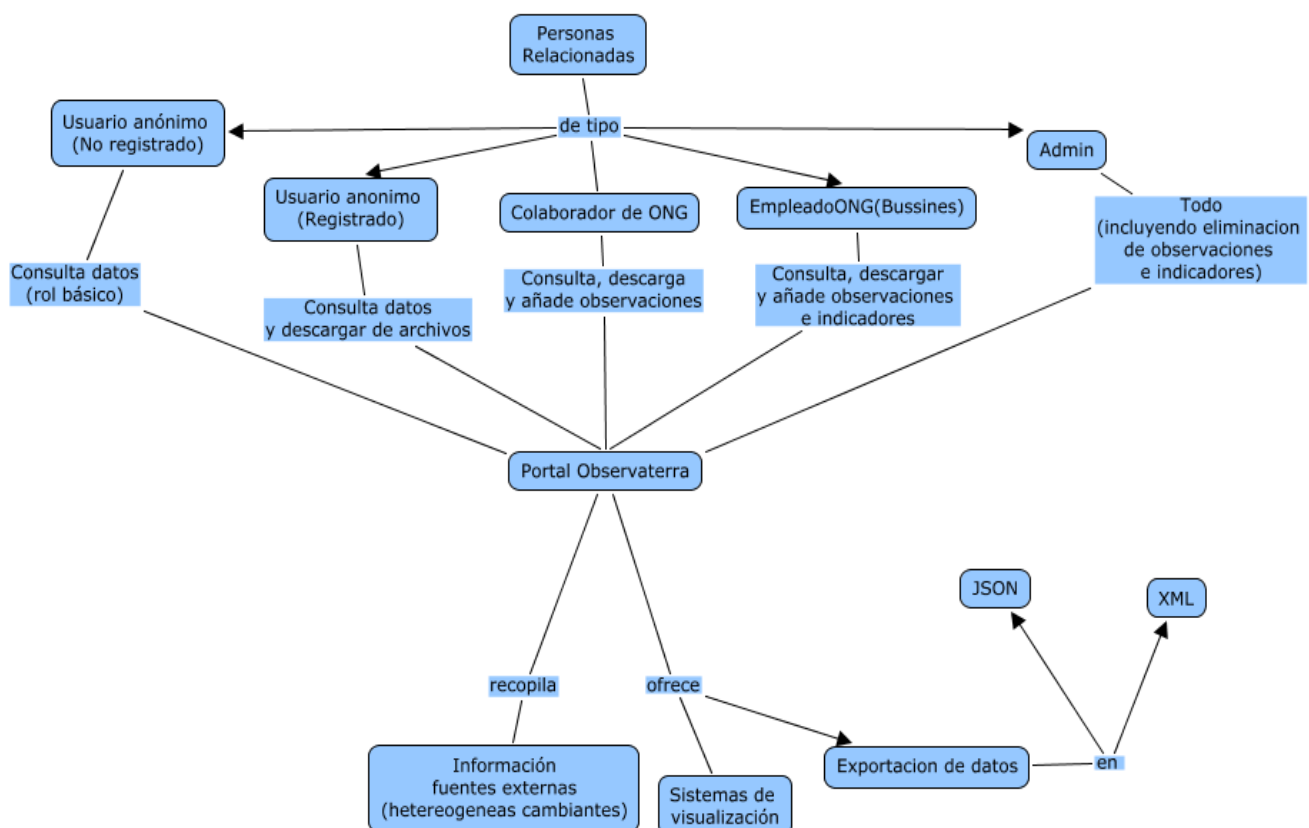 Personas
Relacionadas
de tipo
Usuario anónimo
(No registrado)
Admin
Usuario anonimo
(Registrado)
Colaborador de ONG
EmpleadoONG(Bussines)
Todo
(incluyendo eliminacion
de observaciones
e indicadores)
Consulta datos
(rol básico)
Consulta datos
y descargar de archivos
Consulta, descarga
y añade observaciones
Consulta, descargar
y añade observaciones
e indicadores
Portal Observaterra
JSON
XML
recopila
ofrece
en
Información
fuentes externas
(hetereogeneas cambiantes)
Sistemas de
visualización
Exportacion de datos